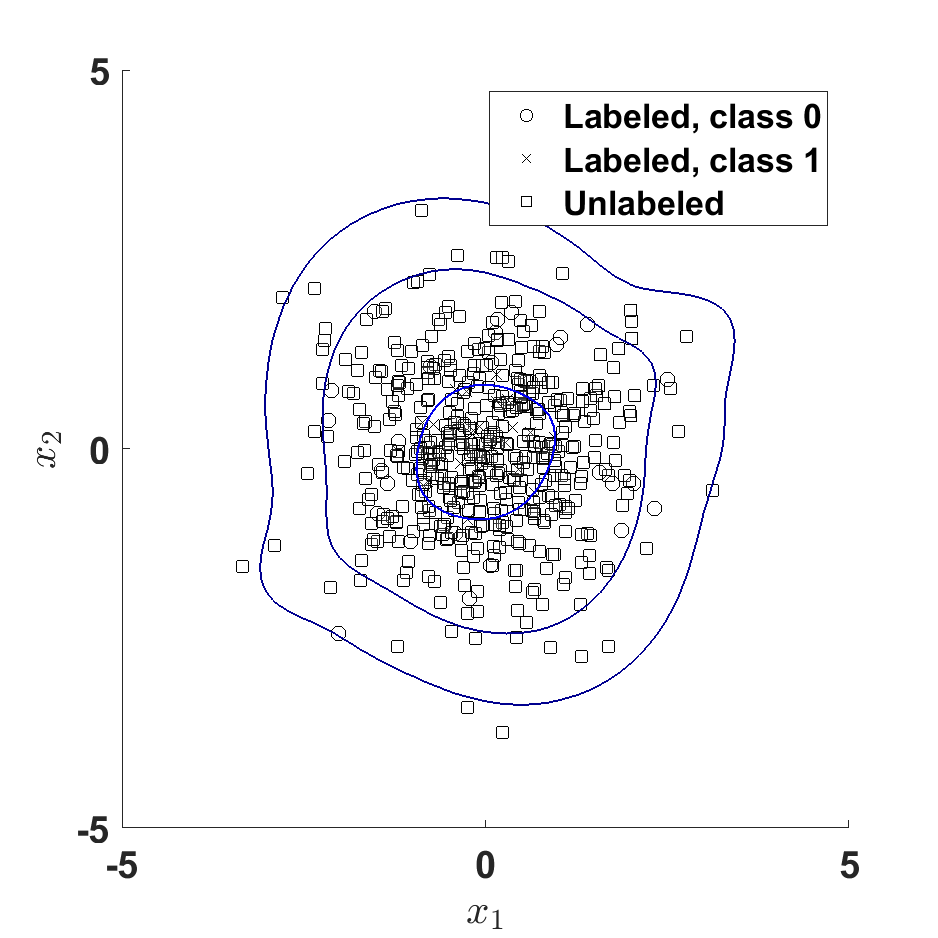 5
Labeled, class 0
Labeled, class 1
Unlabeled
x₂
0
-5
-5 0 5
x₁